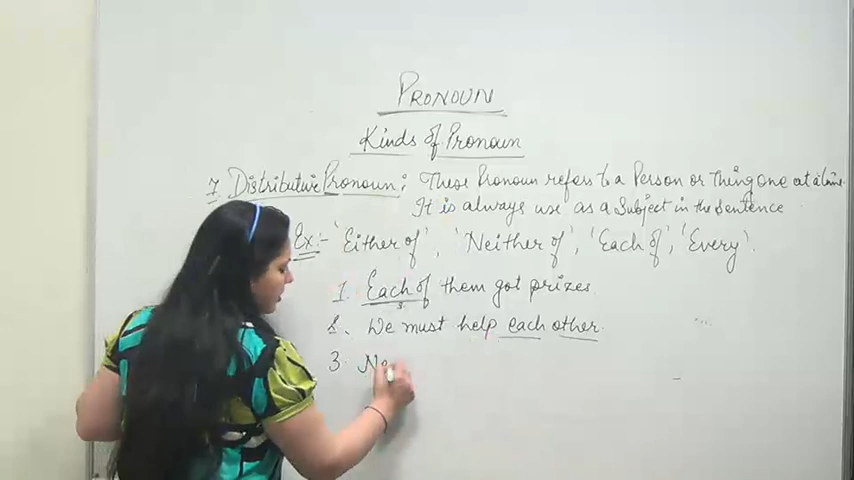 PRONOUN
Kinds of Pronoun
7 Distributive Pronoun: These Pronoun refers to a Person or Thing one at a time.
It is always use as a Subject in the Sentence
Ex:- 'Either of', 'Neither of', 'Each of', 'Every'.
1. Each of them got prizes.
2. We must help each other.
3. Ne